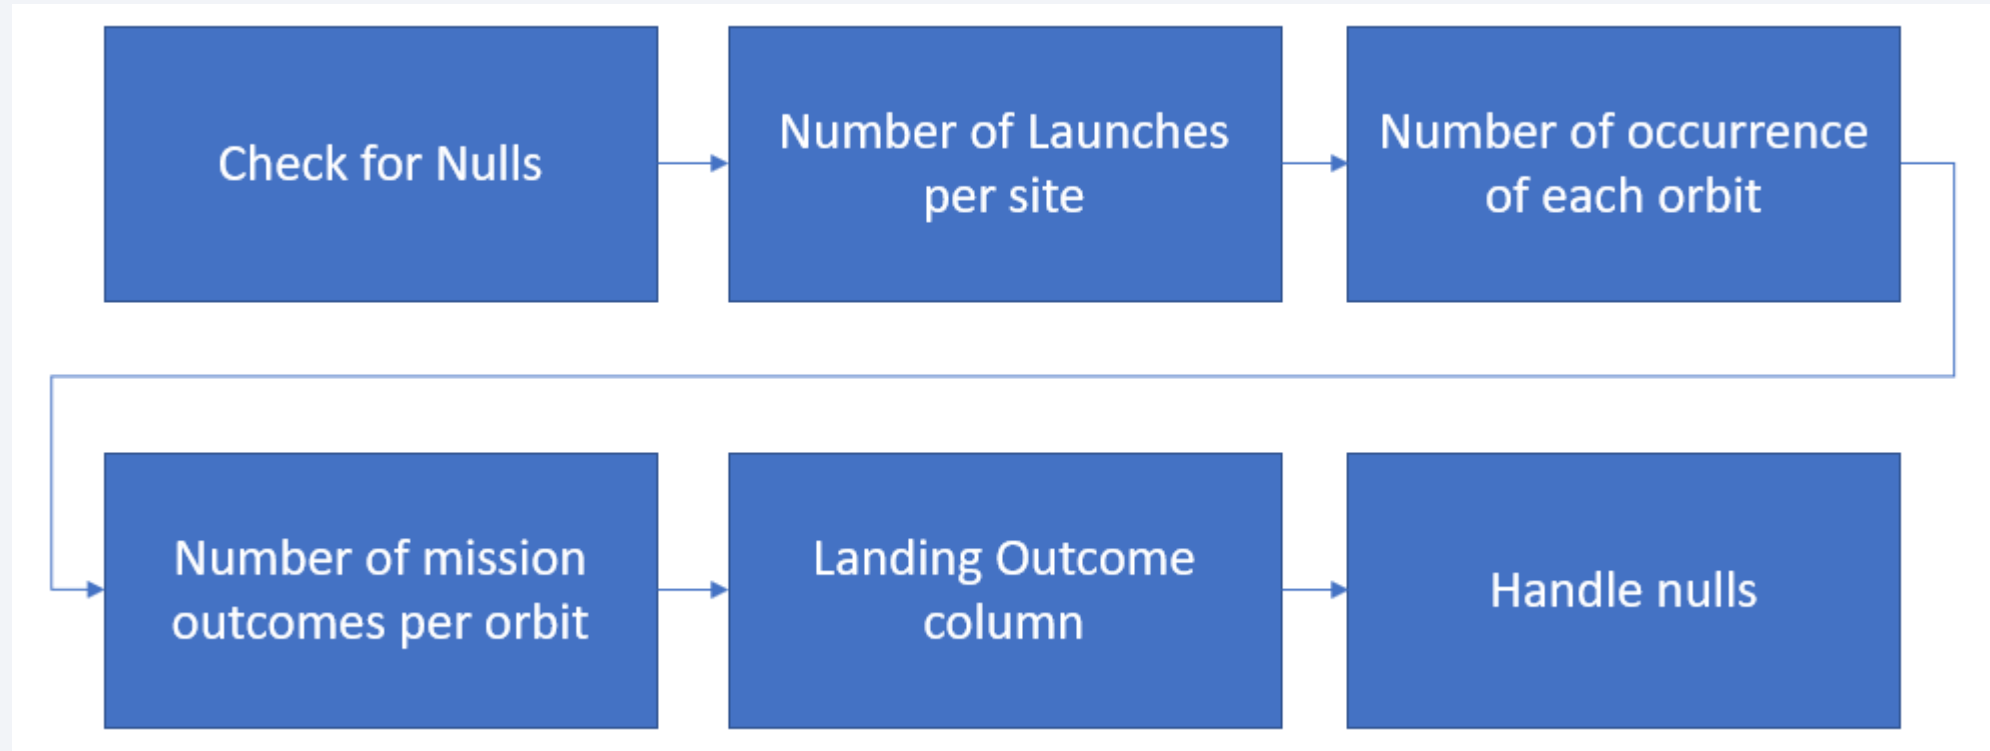 Check for Nulls
Number of Launches
per site
Number of occurrence
of each orbit
Number of mission
outcomes per orbit
Landing Outcome
column
Handle nulls